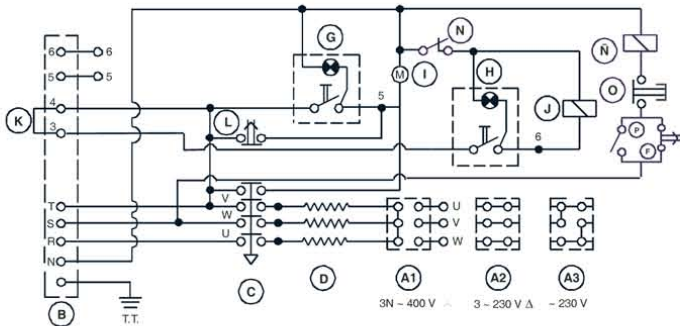 G
N
6
6
M
I
H
Ñ
5
5
O
4
5
J
K
L
P
3
6
F
V
T
U
W
S
V
U
R
W
N
B
T.T.
C
D
A1
A2
A3
3N ~ 400 V
3 ~ 230 V Δ
~ 230 V